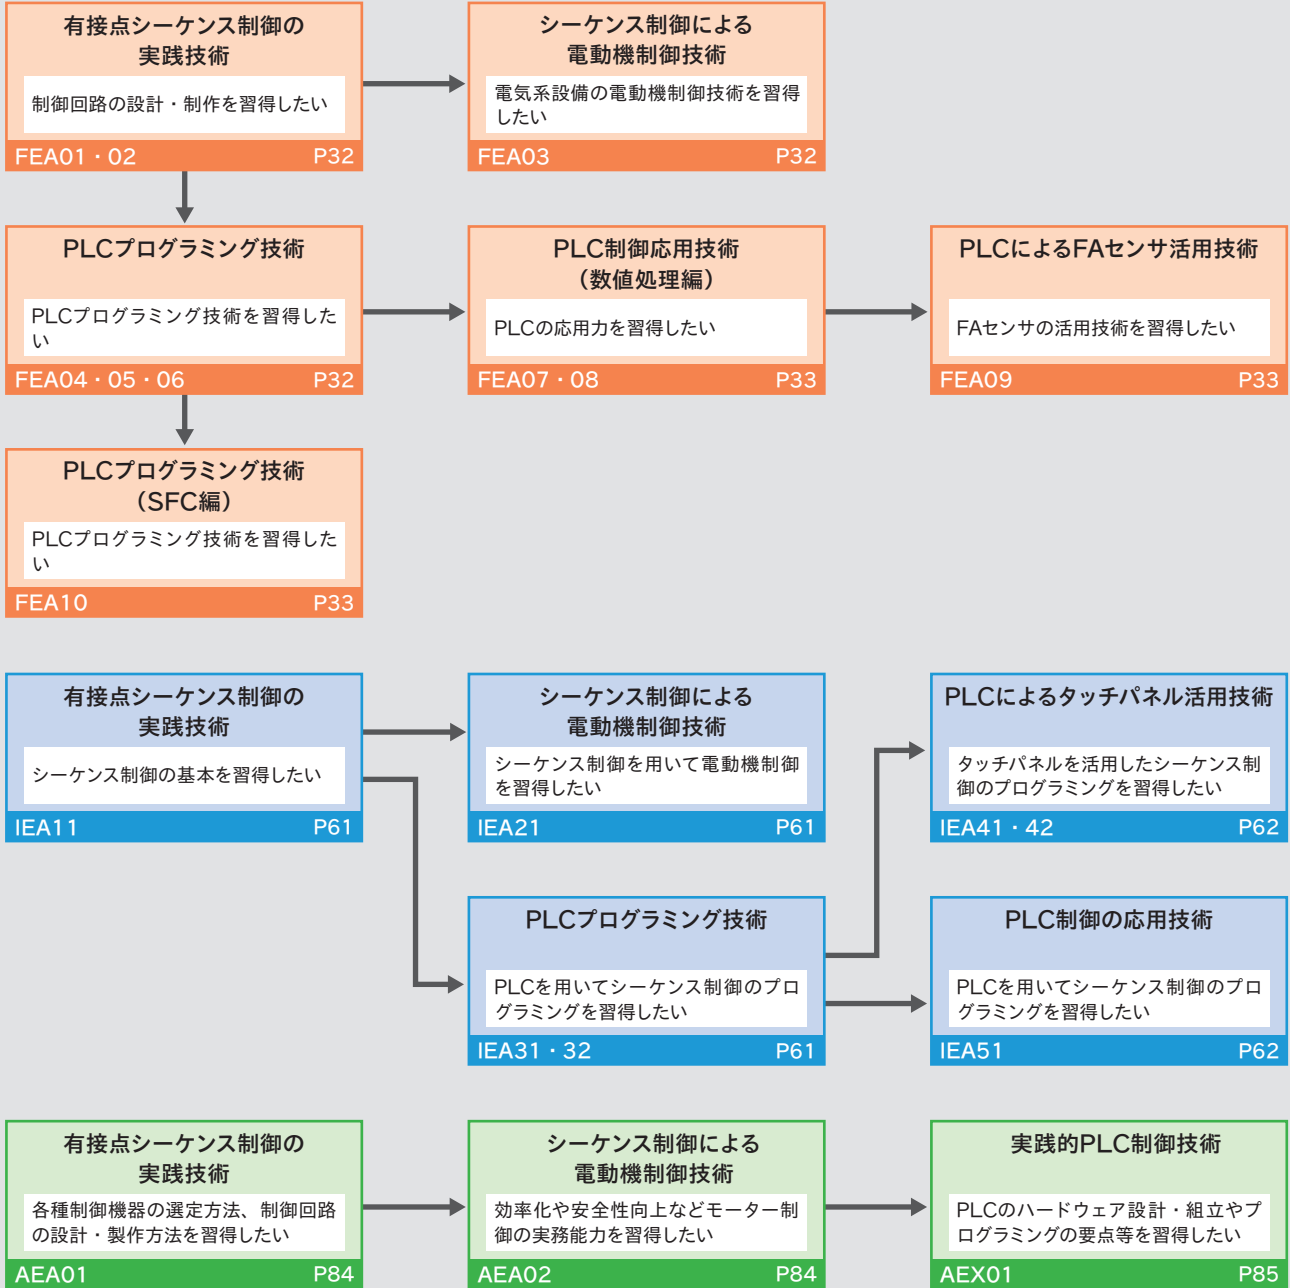 有接点シーケンス制御の
実践技術
制御回路の設計・制作を習得したい
FEA01・02 P32
シーケンス制御による
電動機制御技術
電気系設備の電動機制御技術を習得
したい
FEA03 P32
PLCプログラミング技術
PLCプログラミング技術を習得した
い
FEA04・05・06 P32
PLC制御応用技術
（数値処理編）
PLCの応用力を習得したい
FEA07・08 P33
PLCによるFAセンサ活用技術
FAセンサの活用技術を習得したい
FEA09 P33
PLCプログラミング技術
（SFC編）
PLCプログラミング技術を習得した
い
FEA10 P33
有接点シーケンス制御の
実践技術
シーケンス制御の基本を習得したい
IEA11 P61
シーケンス制御による
電動機制御技術
シーケンス制御を用いて電動機制御
を習得したい
IEA21 P61
PLCによるタッチパネル活用技術
タッチパネルを活用したシーケンス制
御のプログラミングを習得したい
IEA41・42 P62
PLCプログラミング技術
PLCを用いてシーケンス制御のプロ
グラミングを習得したい
IEA31・32 P61
PLC制御の応用技術
PLCを用いてシーケンス制御のプロ
グラミングを習得したい
IEA51 P62
有接点シーケンス制御の
実践技術
各種制御機器の選定方法、制御回路
の設計・製作方法を習得したい
AEA01 P84
シーケンス制御による
電動機制御技術
効率化や安全性向上などモーター制
御の実務能力を習得したい
AEA02 P84
実践的PLC制御技術
PLCのハードウェア設計・組立やプ
ログラミングの要点等を習得したい
AEX01 P85